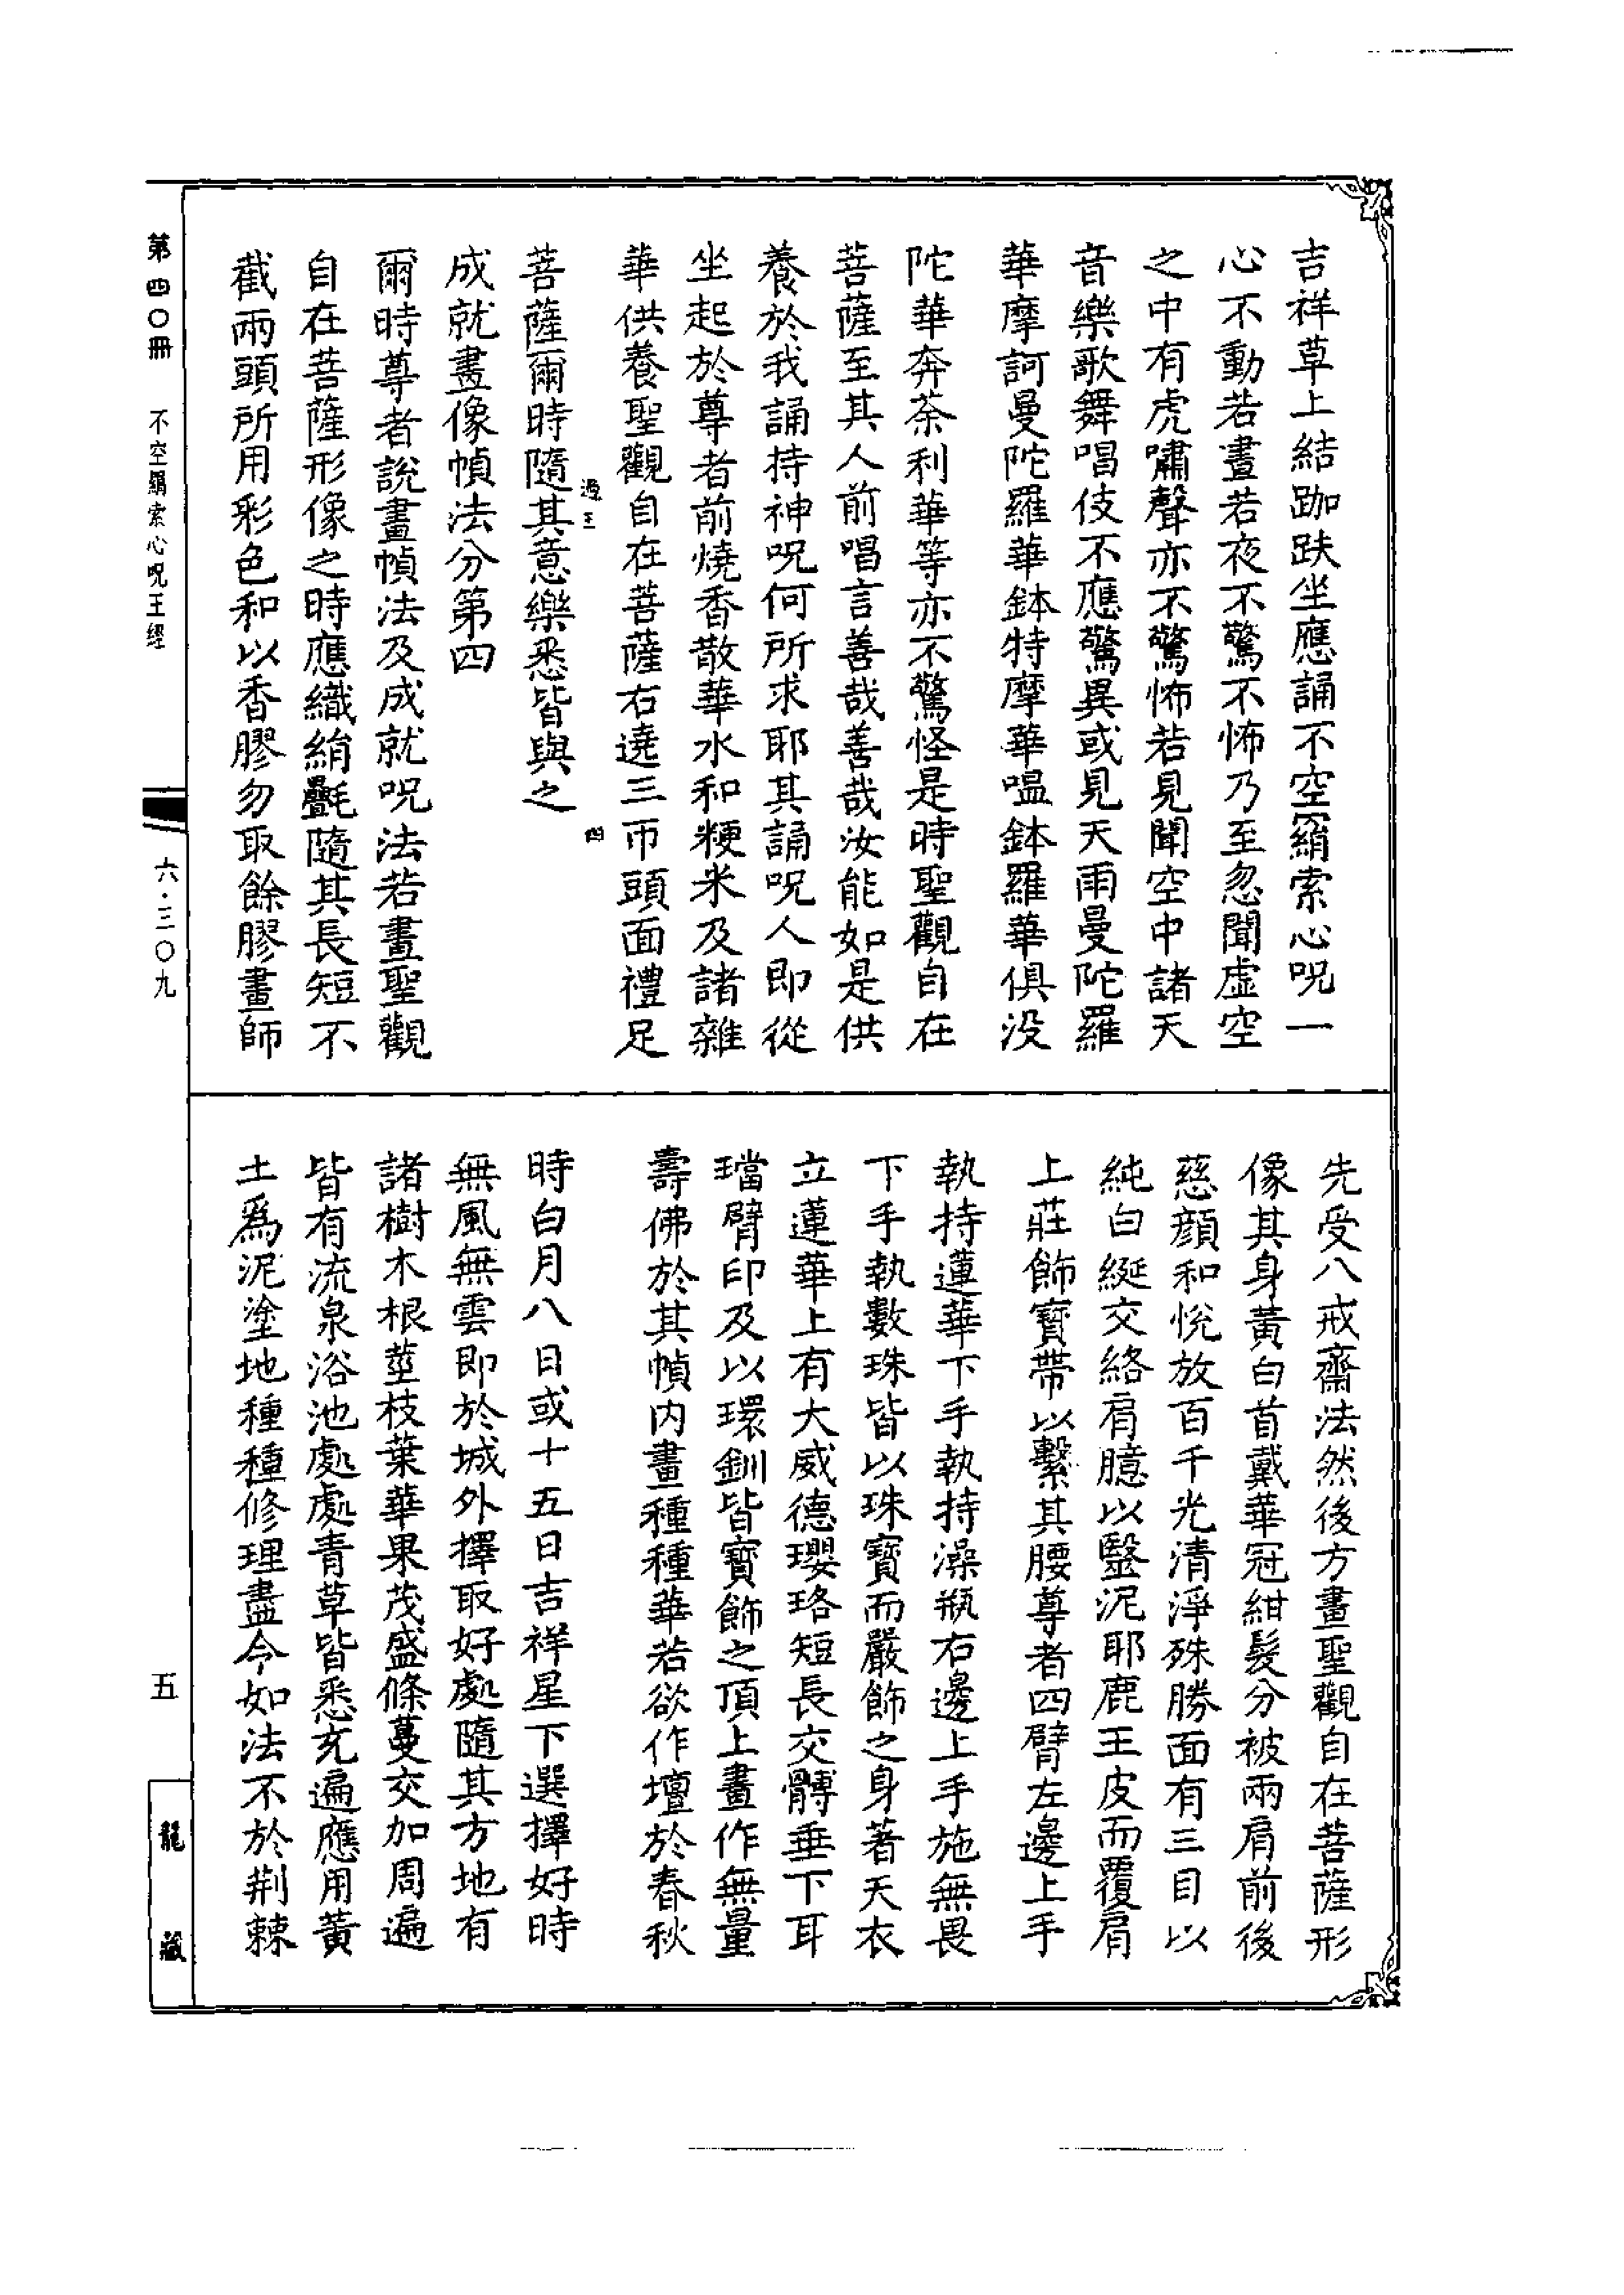 吉祥草上結跏趺坐應誦不空羂索心呪一
心不動若晝若夜不驚不怖乃至忽聞虛空
之中有虎嘯聲亦不驚怖若見聞空中諸天
音樂歌舞唱伎不應驚異或見天雨曼陀羅
華摩訶曼陀羅華鉢特摩華嗢鉢羅華俱没
陀華奔荼利華等亦不驚怪是時聖觀自在
菩薩至其人前唱言善哉善哉汝能如是供
養於我誦持神呪何所求耶其誦呪人即從
坐起於尊者前燒香散華水和粳米及諸雜
華供養聖觀自在菩薩右遶三帀頭面禮足
四
菩薩爾時隨其意樂悉皆與之
成就畫像幀法分第四
爾時尊者說畫幀法及成就呪法若畫聖觀
自在菩薩形像之時應織絹氎隨其長短不
截兩頭所用彩色和以香膠勿取餘膠畫師
先受八戒齋法然後方畫聖觀自在菩薩形
像其身黃白首戴華冠紺髮分被兩肩前後
慈顏和悅放百千光清淨殊勝面有三目以
純白綖交絡肩臆以瑿泥耶鹿王皮而覆肩
上莊飾寶帶以繫其腰尊者四臂左邊上手
執持蓮華下手執持澡瓶右邊上手施無畏
下手執數珠皆以珠寶而嚴飾之身著天衣
立蓮華上有大威德瓔珞短長交髆垂下耳
璫臂印及以環釧皆寶飾之頂上畫作無量
壽佛於其幀內畫種種華若欲作壇於春秋
時白月八日或十五日吉祥星下選擇好時
無風無雲即於城外擇取好處隨其方地有
諸樹木根莖枝葉華果茂盛條蔓交加周遍
皆有流泉浴池處處青草皆悉充遍應用黃
土爲泥塗地種種修理盡令如法不於荆棘
第四〇冊 不空羂索心呪王經
六·三〇九
五
龍藏